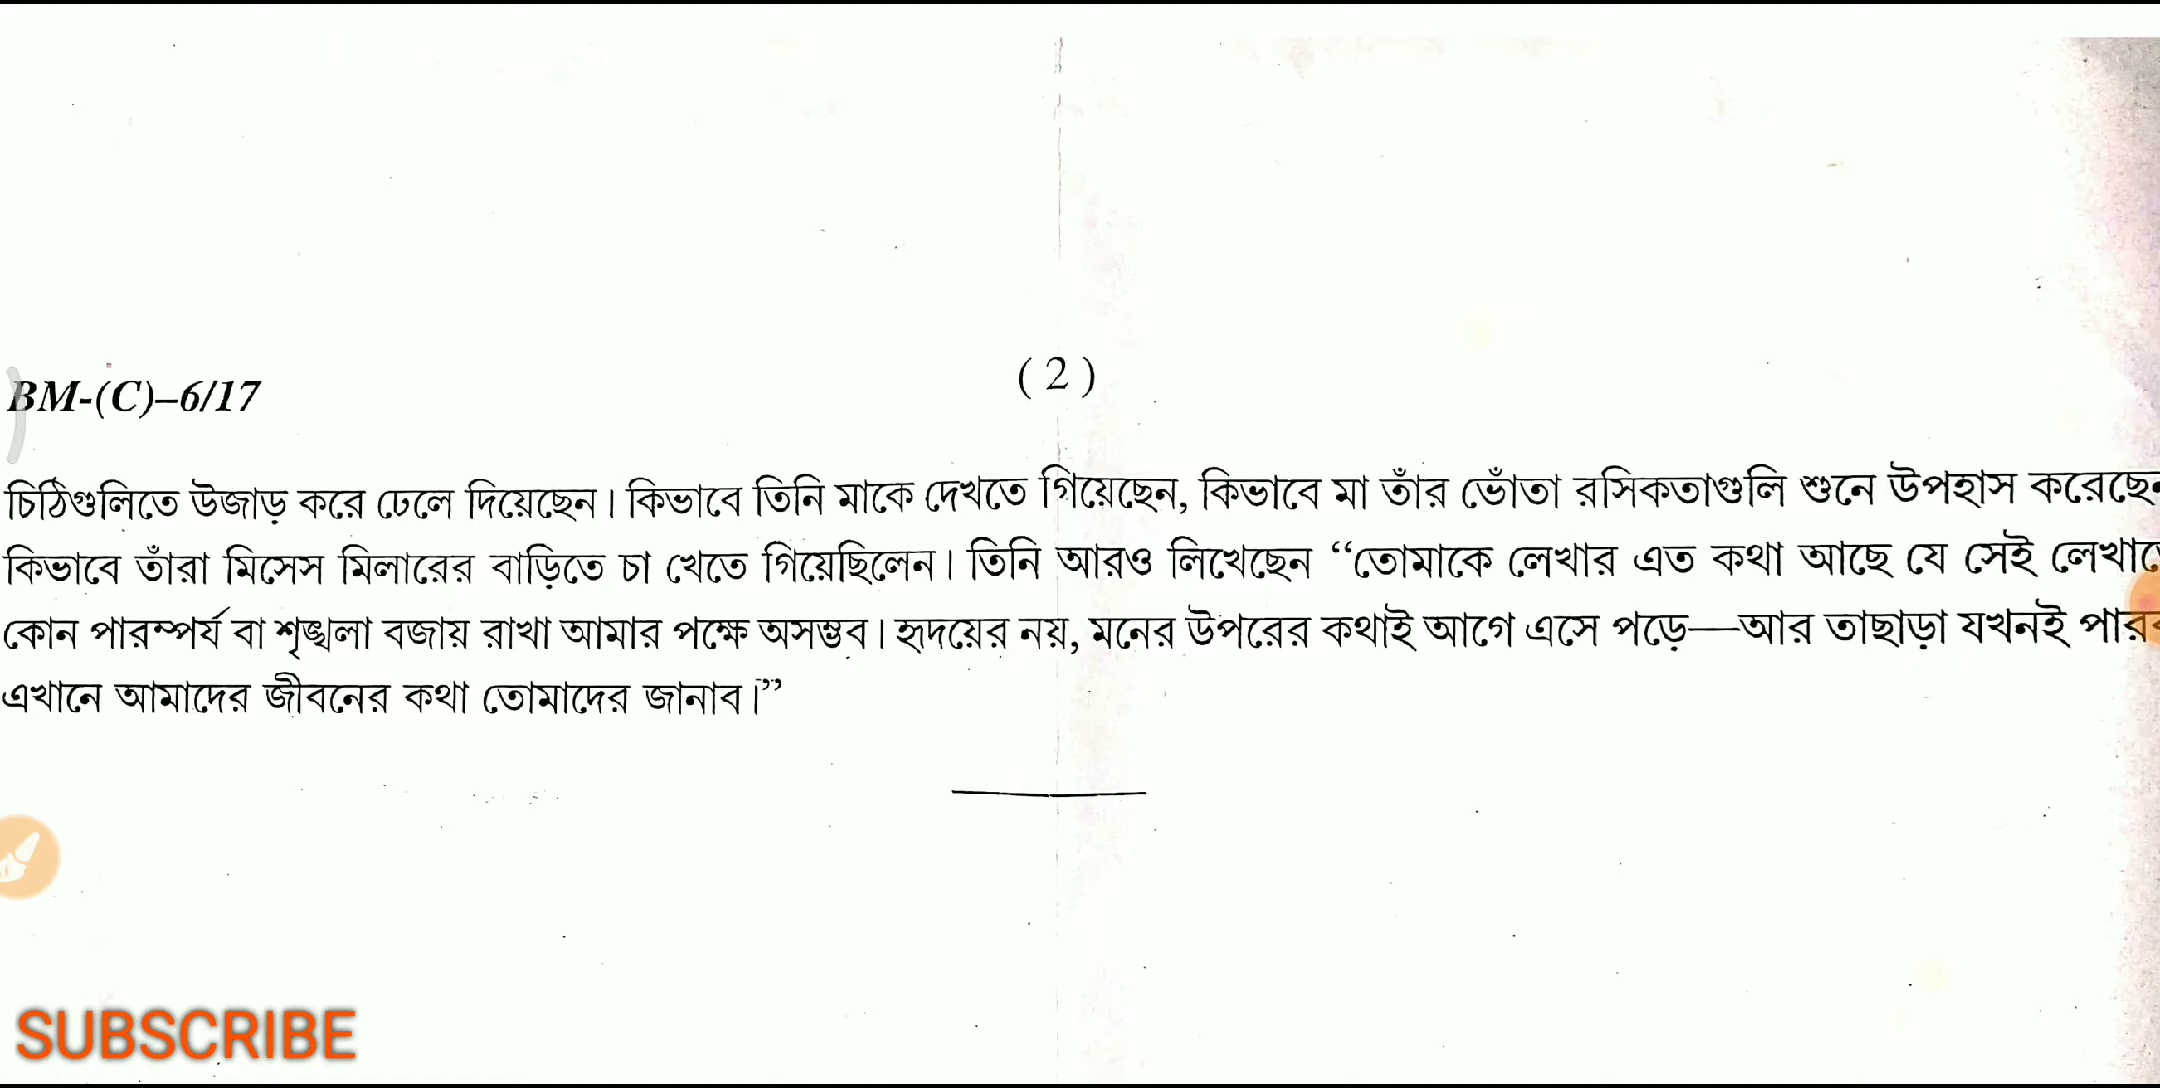 ( 2 )
BM-(C)–6/17
চিঠিগুলিতে উজাড় করে ঢেলে দিয়েছেন। কিভাবে তিনি মাকে দেখতে গিয়েছেন, কিভাবে মা তাঁর ভোঁতা রসিকতাগুলি শুনে উপহাস
কিভাবে তাঁরা মিসেস মিলারের বাড়িতে চা খেতে গিয়েছিলেন। তিনি আরও লিখেছেন “তোমাকে লেখার এত কথা আছে যে সেই
কোন পারম্পর্য বা শৃঙ্খলা বজায় রাখা আমার পক্ষে অসম্ভব। হৃদয়ের নয়, মনের উপরের কথাই আগে এসে পড়ে—আর তাছাড়া যখনই
এখানে আমাদের জীবনের কথা তোমাদের জানাব।”
SUBSCRIBE